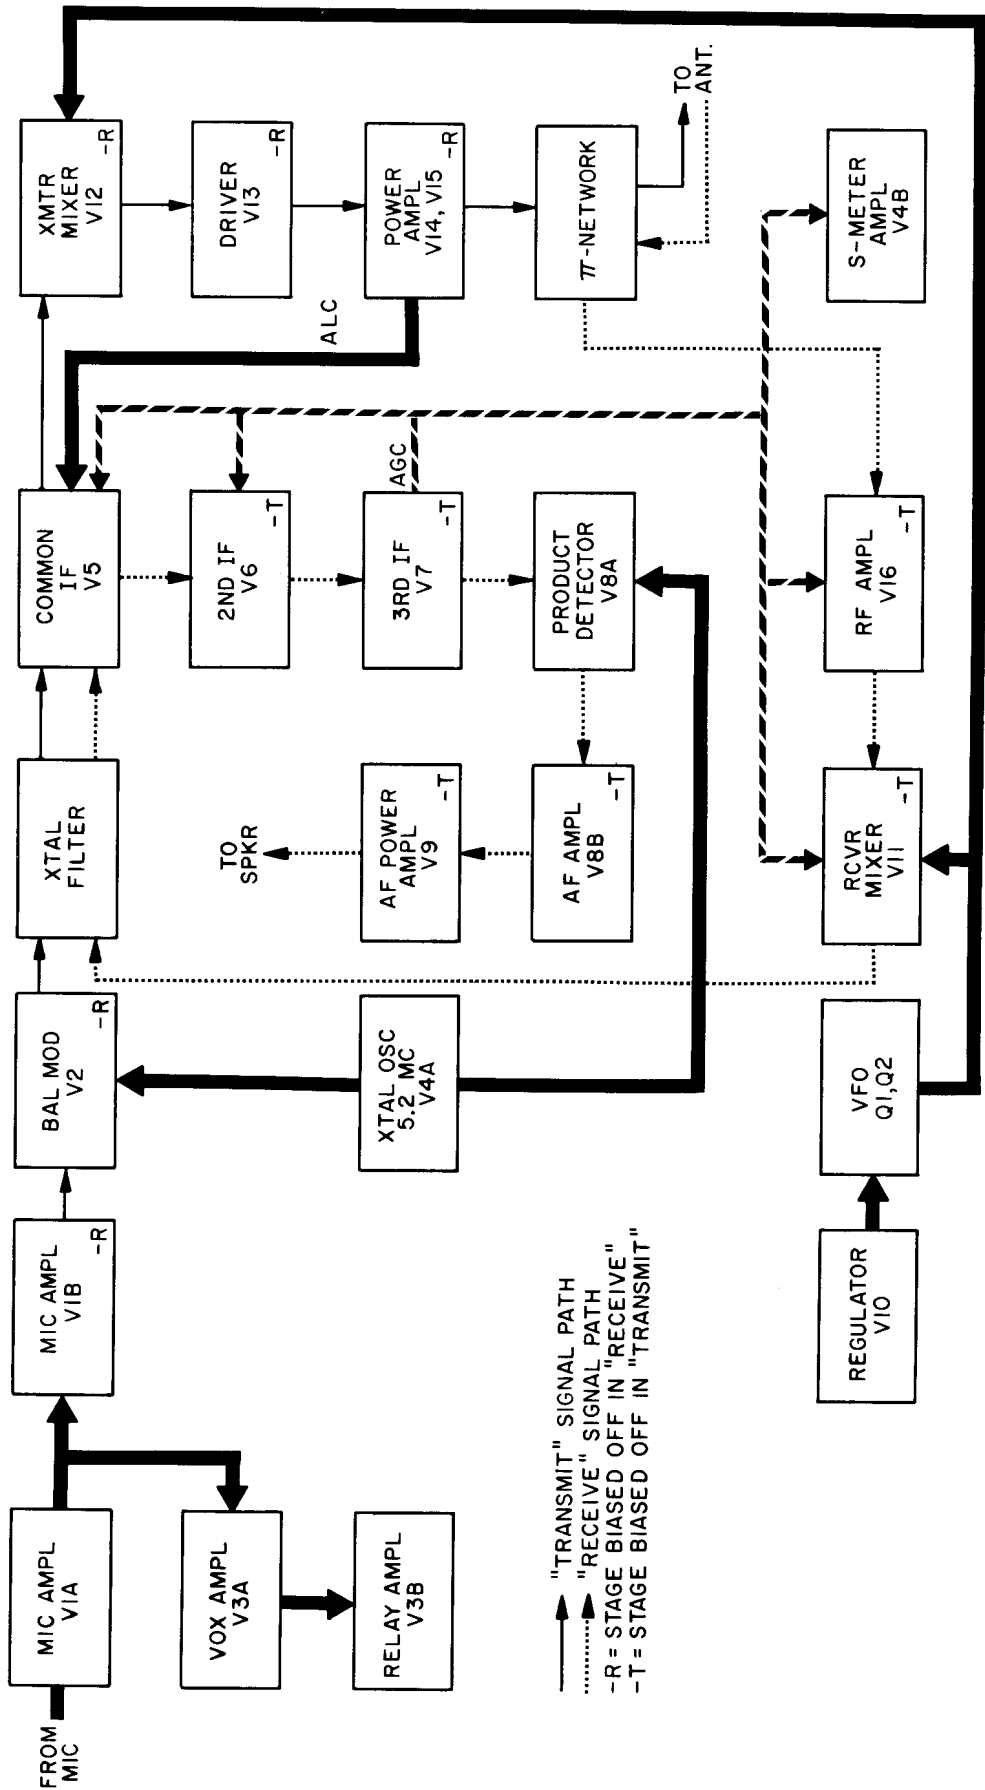 FROM
MIC
MIC AMPL
V1A
MIC AMPL
V1B
-R
BAL MOD
V2
-R
XTAL
FILTER
COMMON
IF
V5
XMTR
MIXER
V12
-R
VOX AMPL
V3A
RELAY AMPL
V3B
XTAL OSC
5.2 MC
V4A
TO
SPKR
AF POWER
AMPL
V9
-T
AF AMPL
V8B
-T
2ND IF
V6
-T
3RD IF
V7
-T
AGC
PRODUCT
DETECTOR
V8A
ALC
DRIVER
V13
-R
POWER
AMPL
V14, V15
-R
π-NETWORK
TO
ANT.
REGULATOR
V10
VFO
Q1,Q2
RCVR
MIXER
V11
-T
RF AMPL
V16
-T
S-METER
AMPL
V4B
"TRANSMIT" SIGNAL PATH
"RECEIVE" SIGNAL PATH
-R = STAGE BIASED OFF IN "RECEIVE"
-T = STAGE BIASED OFF IN "TRANSMIT"